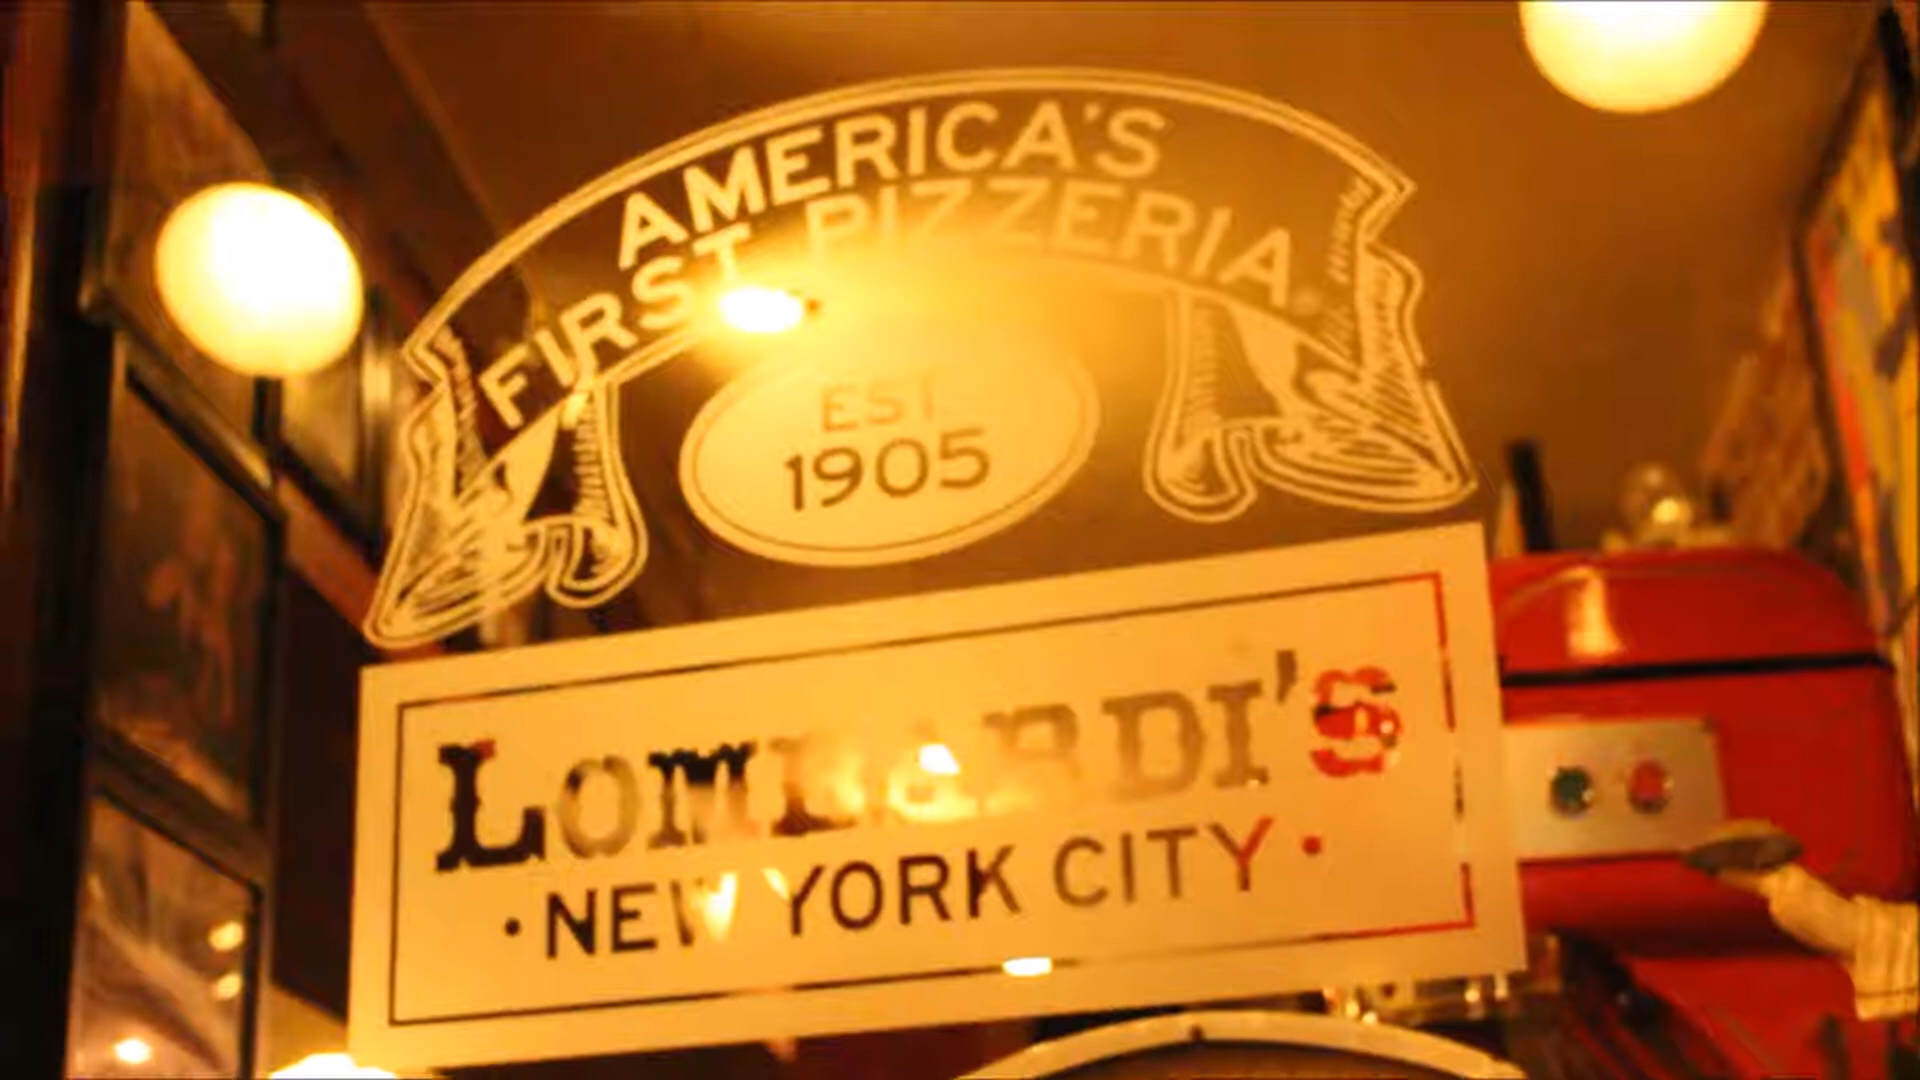 AMERICA'S
FIRST PIZZERIA
EST
1905
LOMBARDI'S
· NEW YORK CITY ·